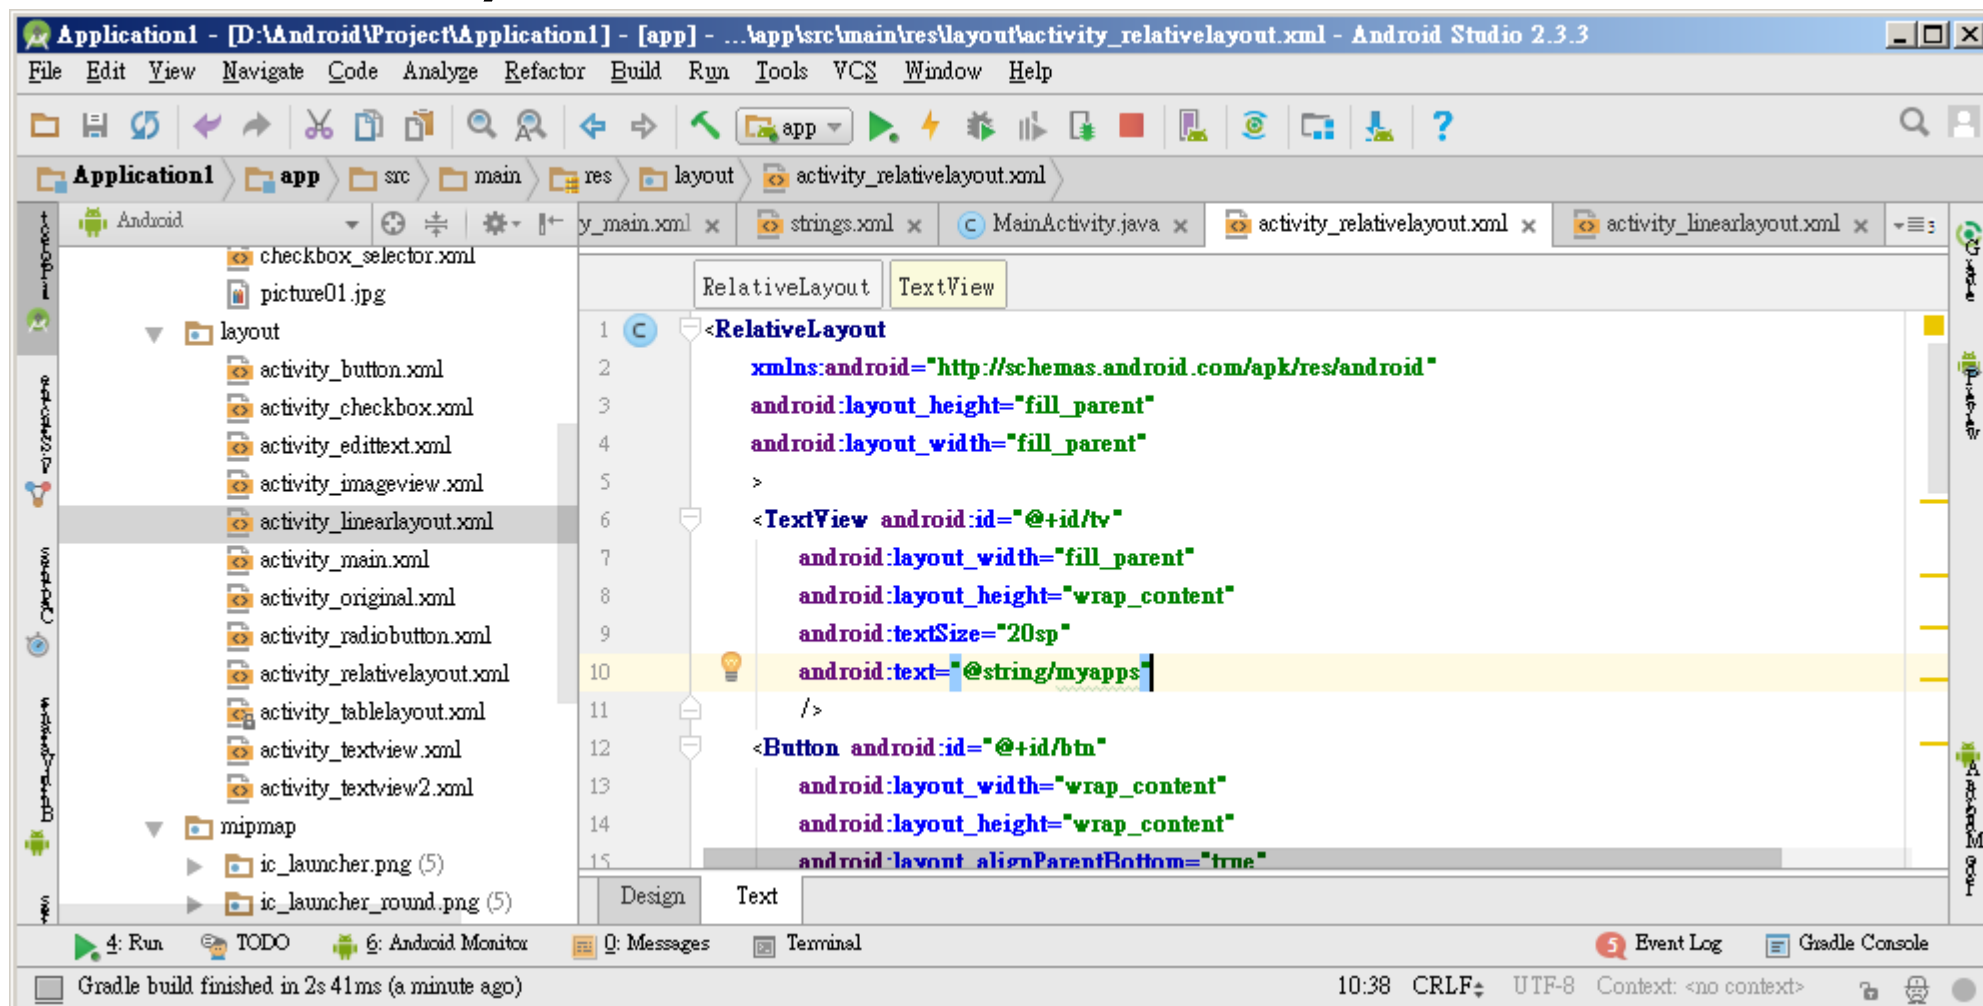 Application1 - [D:\Android\Project\Application1] - [app] - ...\app\src\main\res\layout\activity_relativelayout.xml - Android Studio 2.3.3
File Edit View Navigate Code Analyze Refactor Build Run Tools VCS Window Help
app
Application1 app src main res layout activity_relativelayout.xml
Android
y_main.xml strings.xml MainActivity.java activity_relativelayout.xml activity_linearlayout.xml
checkbox_selector.xml
picture01.jpg
layout
activity_button.xml
activity_checkbox.xml
activity_edittext.xml
activity_imageview.xml
activity_linearlayout.xml
activity_main.xml
activity_original.xml
activity_radiobutton.xml
activity_relativelayout.xml
activity_tablelayout.xml
activity_textview.xml
activity_textview2.xml
mipmap
ic_launcher.png (5)
ic_launcher_round.png (5)
RelativeLayout TextView
1 <RelativeLayout
2 xmlns:android="http://schemas.android.com/apk/res/android"
3 android:layout_height="fill_parent"
4 android:layout_width="fill_parent"
5 >
6 <TextView android:id="@+id/tv"
7 android:layout_width="fill_parent"
8 android:layout_height="wrap_content"
9 android:textSize="20sp"
10 android:text="@string/myapps"
11 />
12 <Button android:id="@+id/btn"
13 android:layout_width="wrap_content"
14 android:layout_height="wrap_content"
15 android:layout_alignParentBottom="true"
Design Text
4: Run TODO 6: Android Monitor 0: Messages Terminal 5 Event Log Gradle Console
Gradle build finished in 2s 41ms (a minute ago) 10:38 CRLF UTF-8 Context: <no context>